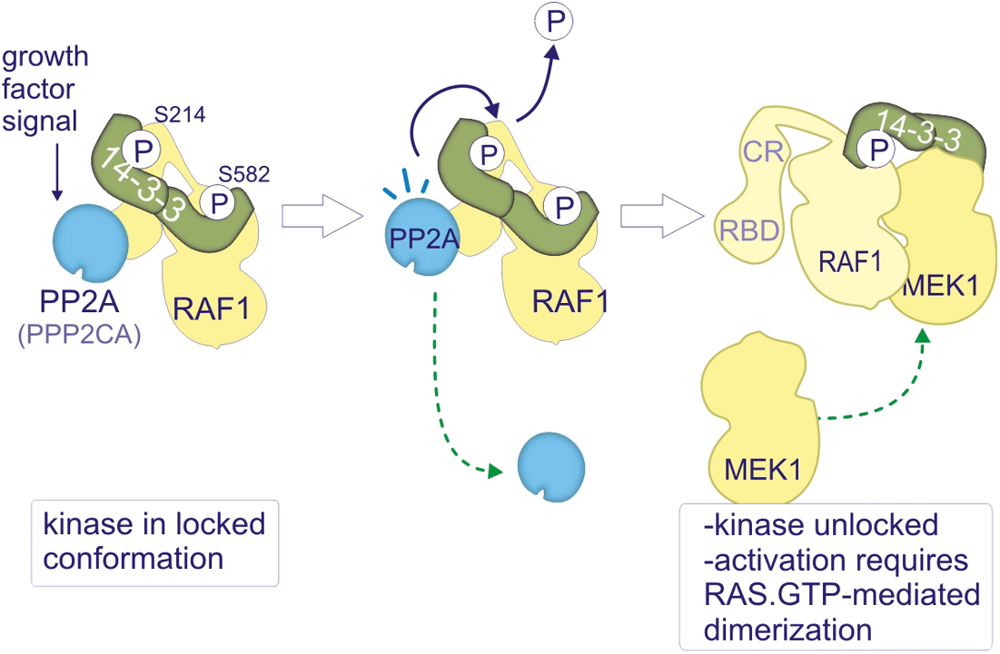 growth
factor
signal
S214
P
14-3-3
S582
P
PP2A
(PPP2CA)
RAF1
kinase in locked
conformation
P
P
P
PP2A
RAF1
14-3-3
P
CR
RBD
RAF1
MEK1
MEK1
-kinase unlocked
-activation requires
RAS.GTP-mediated
dimerization